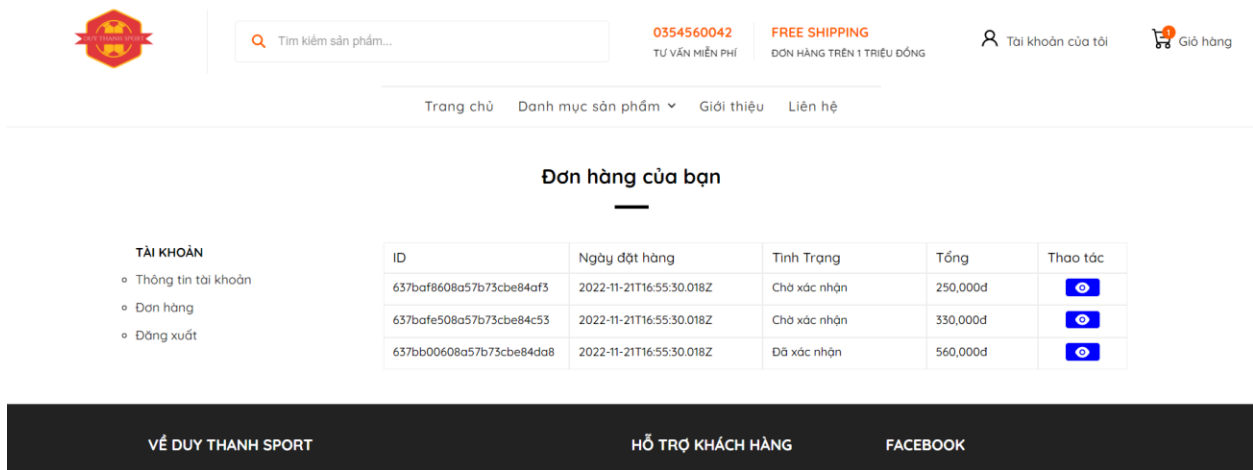 DUY THANH SPORT
Tìm kiếm sản phẩm...
0354560042
TƯ VẤN MIỄN PHÍ
FREE SHIPPING
ĐƠN HÀNG TRÊN 1 TRIỆU ĐỒNG
Tài khoản của tôi
1
Giỏ hàng
Trang chủ Danh mục sản phẩm Giới thiệu Liên hệ
Đơn hàng của bạn
TÀI KHOẢN
Thông tin tài khoản
Đơn hàng
Đăng xuất
ID Ngày đặt hàng Tình Trạng Tổng Thao tác
637baf8608a57b73cbe84af3 2022-11-21T16:55:30.018Z Chờ xác nhận 250,000đ
637bafe508a57b73cbe84c53 2022-11-21T16:55:30.018Z Chờ xác nhận 330,000đ
637bb00608a57b73cbe84da8 2022-11-21T16:55:30.018Z Đã xác nhận 560,000đ
VỀ DUY THANH SPORT HỖ TRỢ KHÁCH HÀNG FACEBOOK